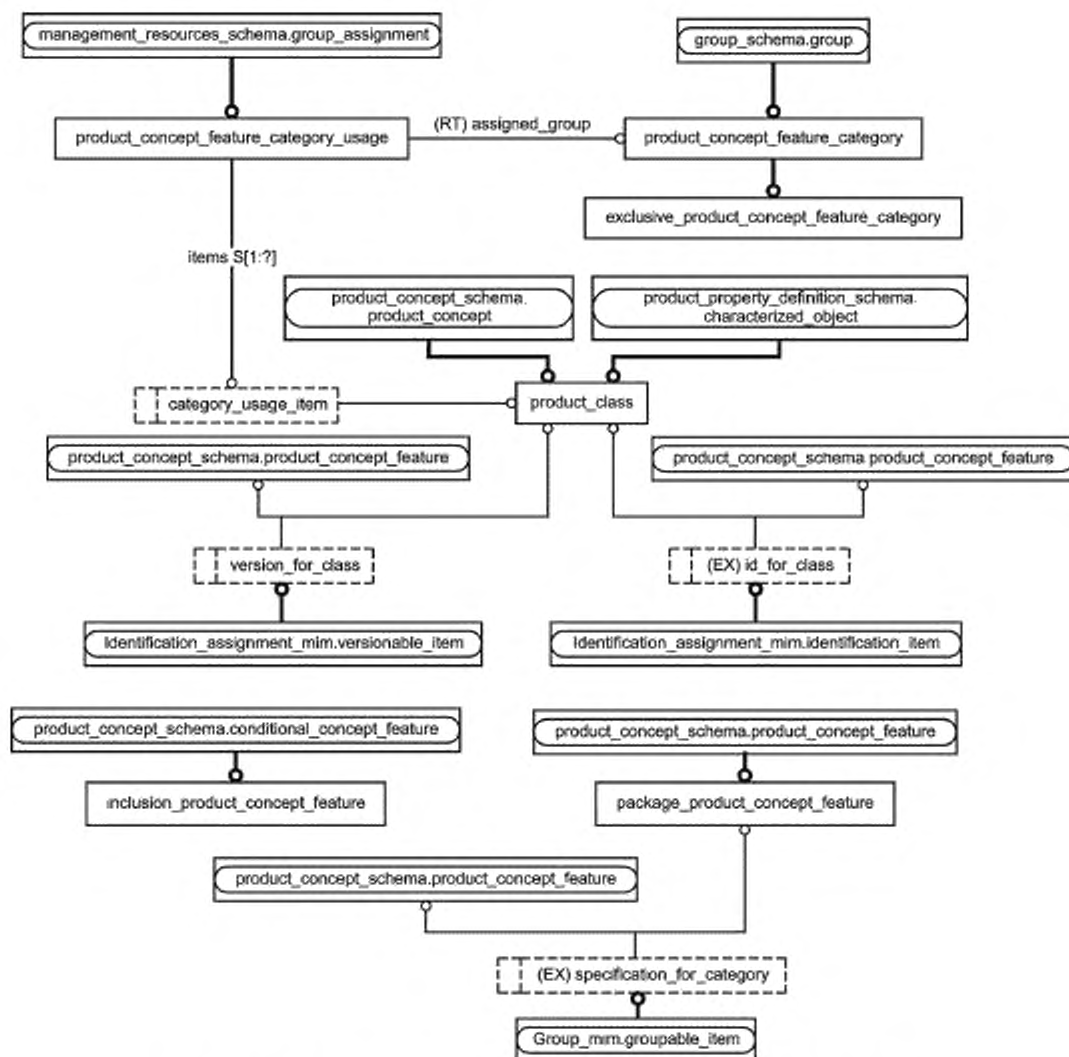 management_resources_schema.group_assignment
group_schema.group
(RT) assigned_group
product_concept_feature_category_usage
product_concept_feature_category
exclusive_product_concept_feature_category
items S[1:?]
product_concept_schema.
product_concept
product_property_definition_schema.
characterized_object
category_usage_item
product_class
product_concept_schema.product_concept_feature
product_concept_schema.product_concept_feature
version_for_class
(EX) id_for_class
Identification_assignment_mim.versionable_item
Identification_assignment_mim.identification_item
product_concept_schema.conditional_concept_feature
product_concept_schema.product_concept_feature
inclusion_product_concept_feature
package_product_concept_feature
product_concept_schema.product_concept_feature
(EX) specification_for_category
Group_mim.groupable_item